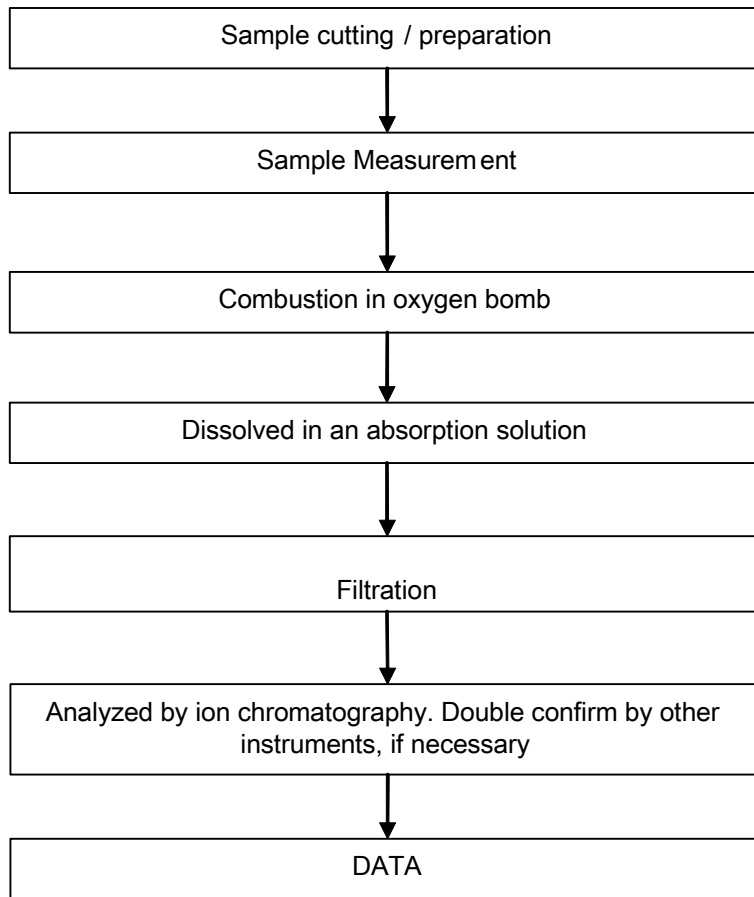 Sample cutting / preparation
Sample Measurement
Combustion in oxygen bomb
Dissolved in an absorption solution
Filtration
Analyzed by ion chromatography. Double confirm by other
instruments, if necessary
DATA